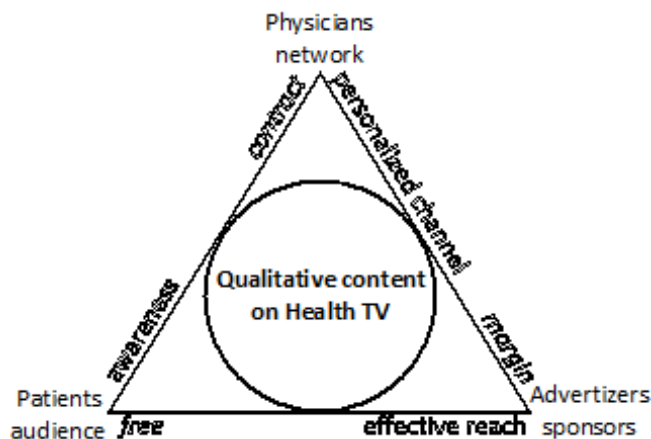 Physicians
network
contract
personalized channel
Qualitative content
on Health TV
awareness
margin
Patients
audience
free
effective reach
Advertizers
sponsors